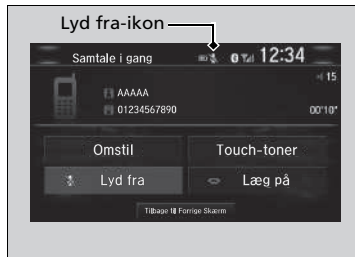 Lyd fra-ikon
Samtale i gang 12:34
15
AAAAA
01234567890 00'10"
Omstil Touch-toner
Lyd fra Læg på
Tilbage til Forrige Skærm